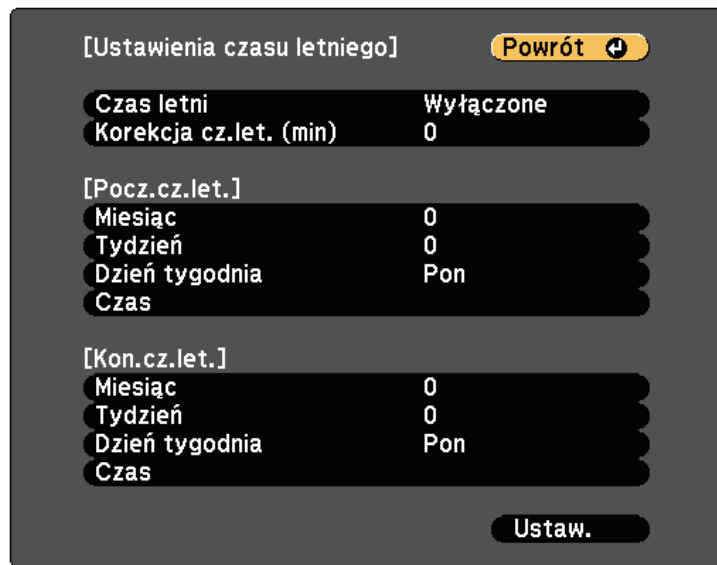 [Ustawienia czasu letniego] Powrót
Czas letni Wyłączone
Korekcja cz.let. (min) 0
[Pocz.cz.let.]
Miesiąc 0
Tydzień 0
Dzień tygodnia Pon
Czas
[Kon.cz.let.]
Miesiąc 0
Tydzień 0
Dzień tygodnia Pon
Czas
Ustaw.